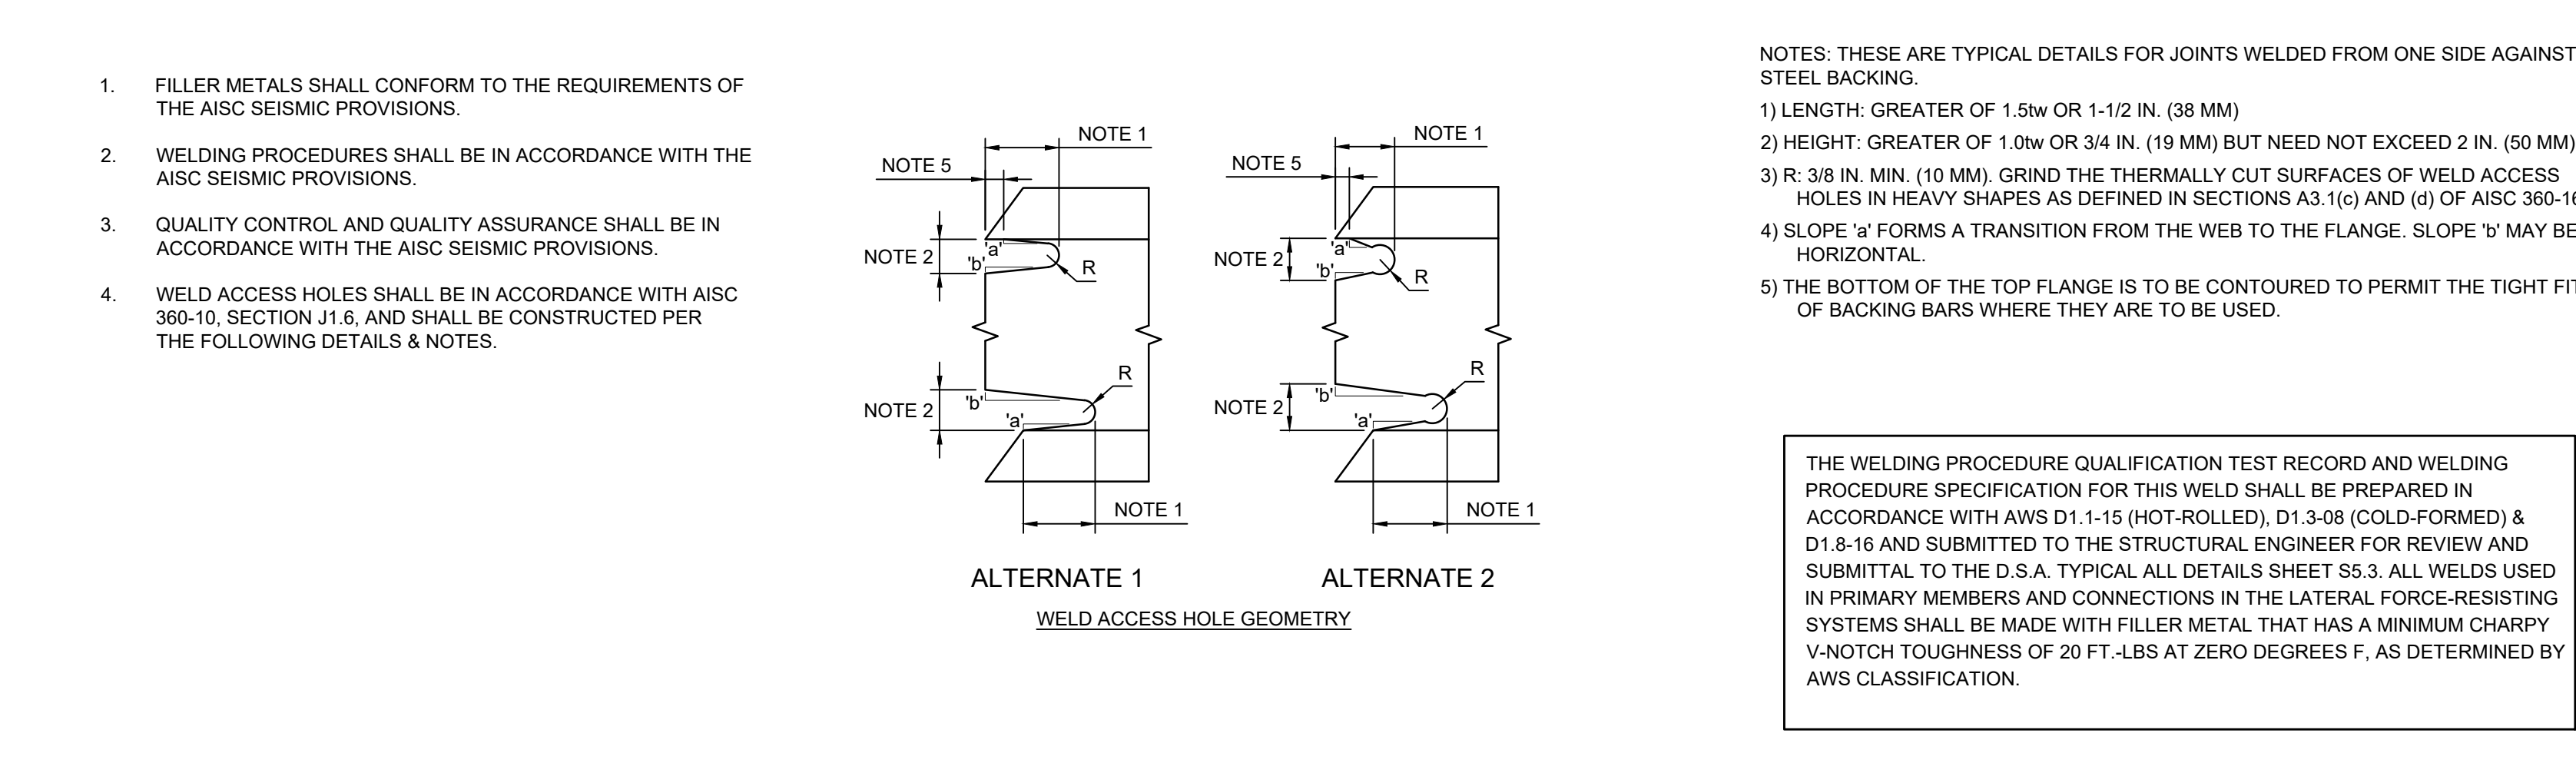 1. FILLER METALS SHALL CONFORM TO THE REQUIREMENTS OF
THE AISC SEISMIC PROVISIONS.
2. WELDING PROCEDURES SHALL BE IN ACCORDANCE WITH THE
AISC SEISMIC PROVISIONS.
3. QUALITY CONTROL AND QUALITY ASSURANCE SHALL BE IN
ACCORDANCE WITH THE AISC SEISMIC PROVISIONS.
4. WELD ACCESS HOLES SHALL BE IN ACCORDANCE WITH AISC
360-10, SECTION J1.6, AND SHALL BE CONSTRUCTED PER
THE FOLLOWING DETAILS & NOTES.
NOTE 1
NOTE 5
NOTE 2
'a'
'b'
R
R
NOTE 2
'b'
'a'
NOTE 1
ALTERNATE 1
NOTE 1
NOTE 5
NOTE 2
'a'
'b'
R
R
NOTE 2
'b'
'a'
NOTE 1
ALTERNATE 2
WELD ACCESS HOLE GEOMETRY
NOTES: THESE ARE TYPICAL DETAILS FOR JOINTS WELDED FROM ONE SIDE AGAINST
STEEL BACKING.
1) LENGTH: GREATER OF 1.5tw OR 1-1/2 IN. (38 MM)
2) HEIGHT: GREATER OF 1.0tw OR 3/4 IN. (19 MM) BUT NEED NOT EXCEED 2 IN. (50 MM)
3) R: 3/8 IN. MIN. (10 MM). GRIND THE THERMALLY CUT SURFACES OF WELD ACCESS
HOLES IN HEAVY SHAPES AS DEFINED IN SECTIONS A3.1(c) AND (d) OF AISC 360-16
4) SLOPE 'a' FORMS A TRANSITION FROM THE WEB TO THE FLANGE. SLOPE 'b' MAY BE
HORIZONTAL.
5) THE BOTTOM OF THE TOP FLANGE IS TO BE CONTOURED TO PERMIT THE TIGHT FIT
OF BACKING BARS WHERE THEY ARE TO BE USED.
THE WELDING PROCEDURE QUALIFICATION TEST RECORD AND WELDING
PROCEDURE SPECIFICATION FOR THIS WELD SHALL BE PREPARED IN
ACCORDANCE WITH AWS D1.1-15 (HOT-ROLLED), D1.3-08 (COLD-FORMED) &
D1.8-16 AND SUBMITTED TO THE STRUCTURAL ENGINEER FOR REVIEW AND
SUBMITTAL TO THE D.S.A. TYPICAL ALL DETAILS SHEET S5.3. ALL WELDS USED
IN PRIMARY MEMBERS AND CONNECTIONS IN THE LATERAL FORCE-RESISTING
SYSTEMS SHALL BE MADE WITH FILLER METAL THAT HAS A MINIMUM CHARPY
V-NOTCH TOUGHNESS OF 20 FT.-LBS AT ZERO DEGREES F, AS DETERMINED BY
AWS CLASSIFICATION.